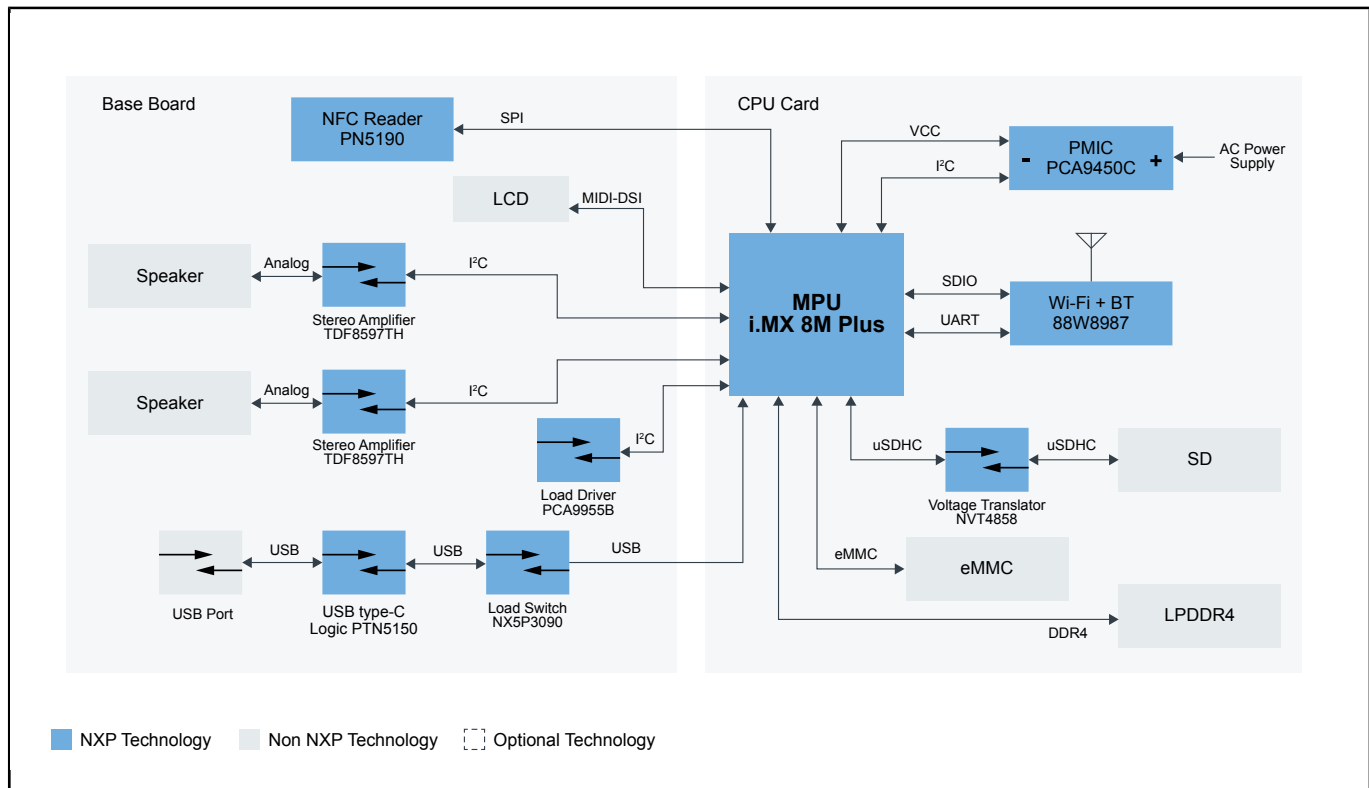 Base Board
CPU Card
NFC Reader
PN5190
SPI
VCC
PMIC
PCA9450C
-
+
AC Power
Supply
I²C
LCD
MIDI-DSI
Speaker
Analog
I²C
Stereo Amplifier
TDF8597TH
MPU
i.MX 8M Plus
SDIO
UART
Wi-Fi + BT
88W8987
Speaker
Analog
I²C
Stereo Amplifier
TDF8597TH
I²C
Load Driver
PCA9955B
uSDHC
uSDHC
Voltage Translator
NVT4858
SD
USB
USB
USB
USB Port
USB type-C
Logic PTN5150
Load Switch
NX5P3090
eMMC
eMMC
DDR4
LPDDR4
NXP Technology
Non NXP Technology
Optional Technology